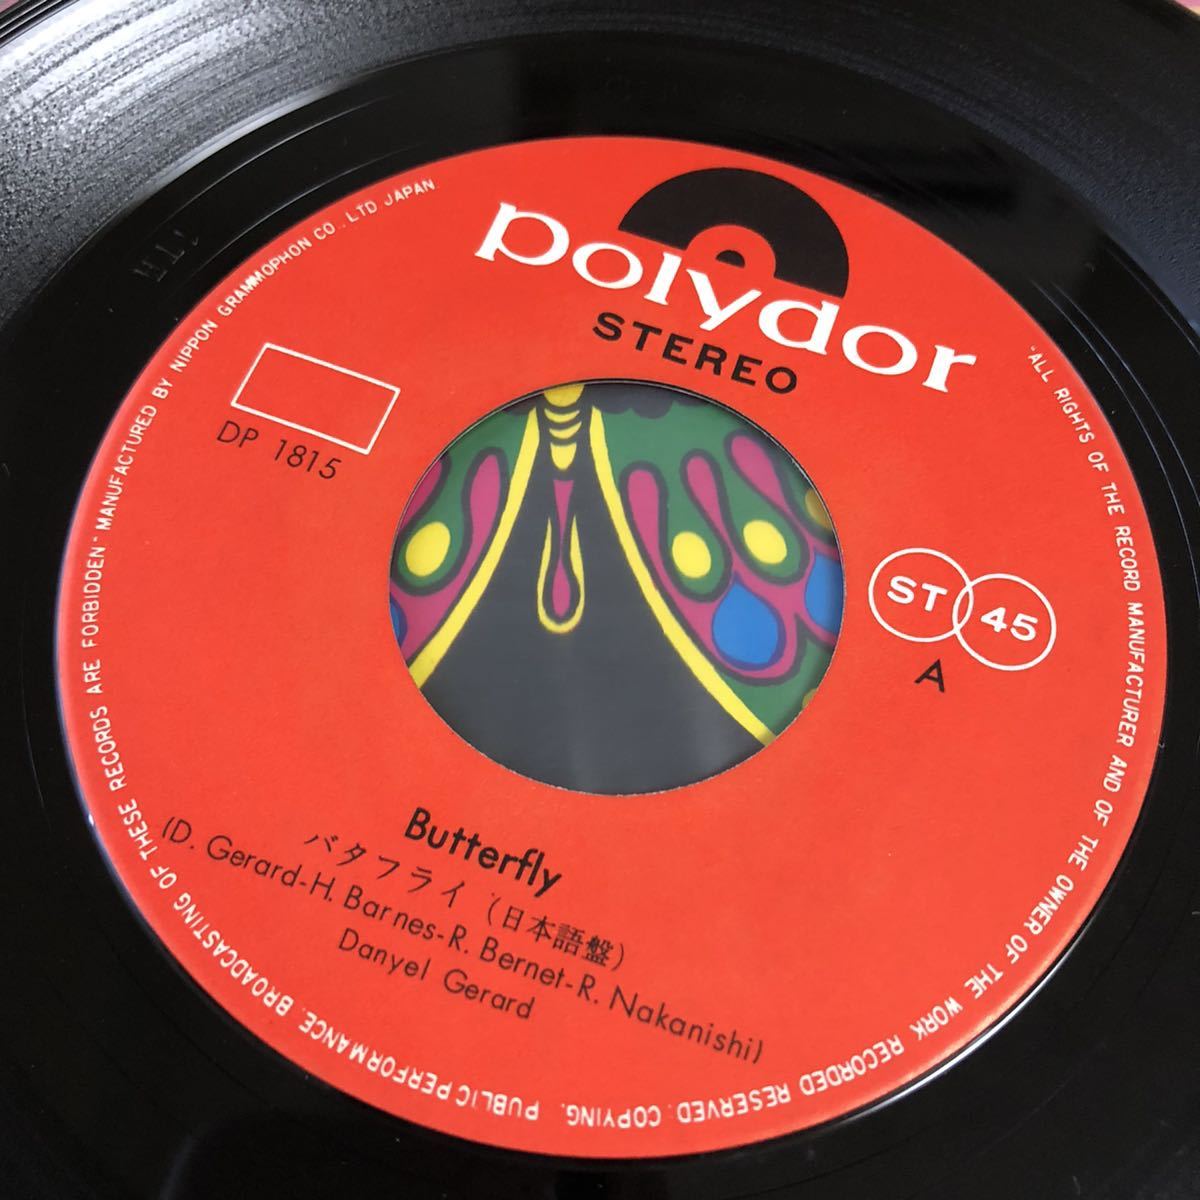 polydor
STEREO
DP 1815
ST 45
A
Butterfly
バタフライ (日本語盤)
(D. Gerard-H. Barnes-R. Bernet-R. Nakanishi)
Danyel Gerard
"ALL RIGHTS OF THE RECORD MANUFACTURER AND OF THE OWNER OF THE WORK RECORDED RESERVED. COPYING. PUBLIC PERFORMANCE. BROADCASTING OF THESE RECORDS ARE FORBIDDEN" MANUFACTURED BY NIPPON GRAMMOPHON CO., LTD JAPAN.